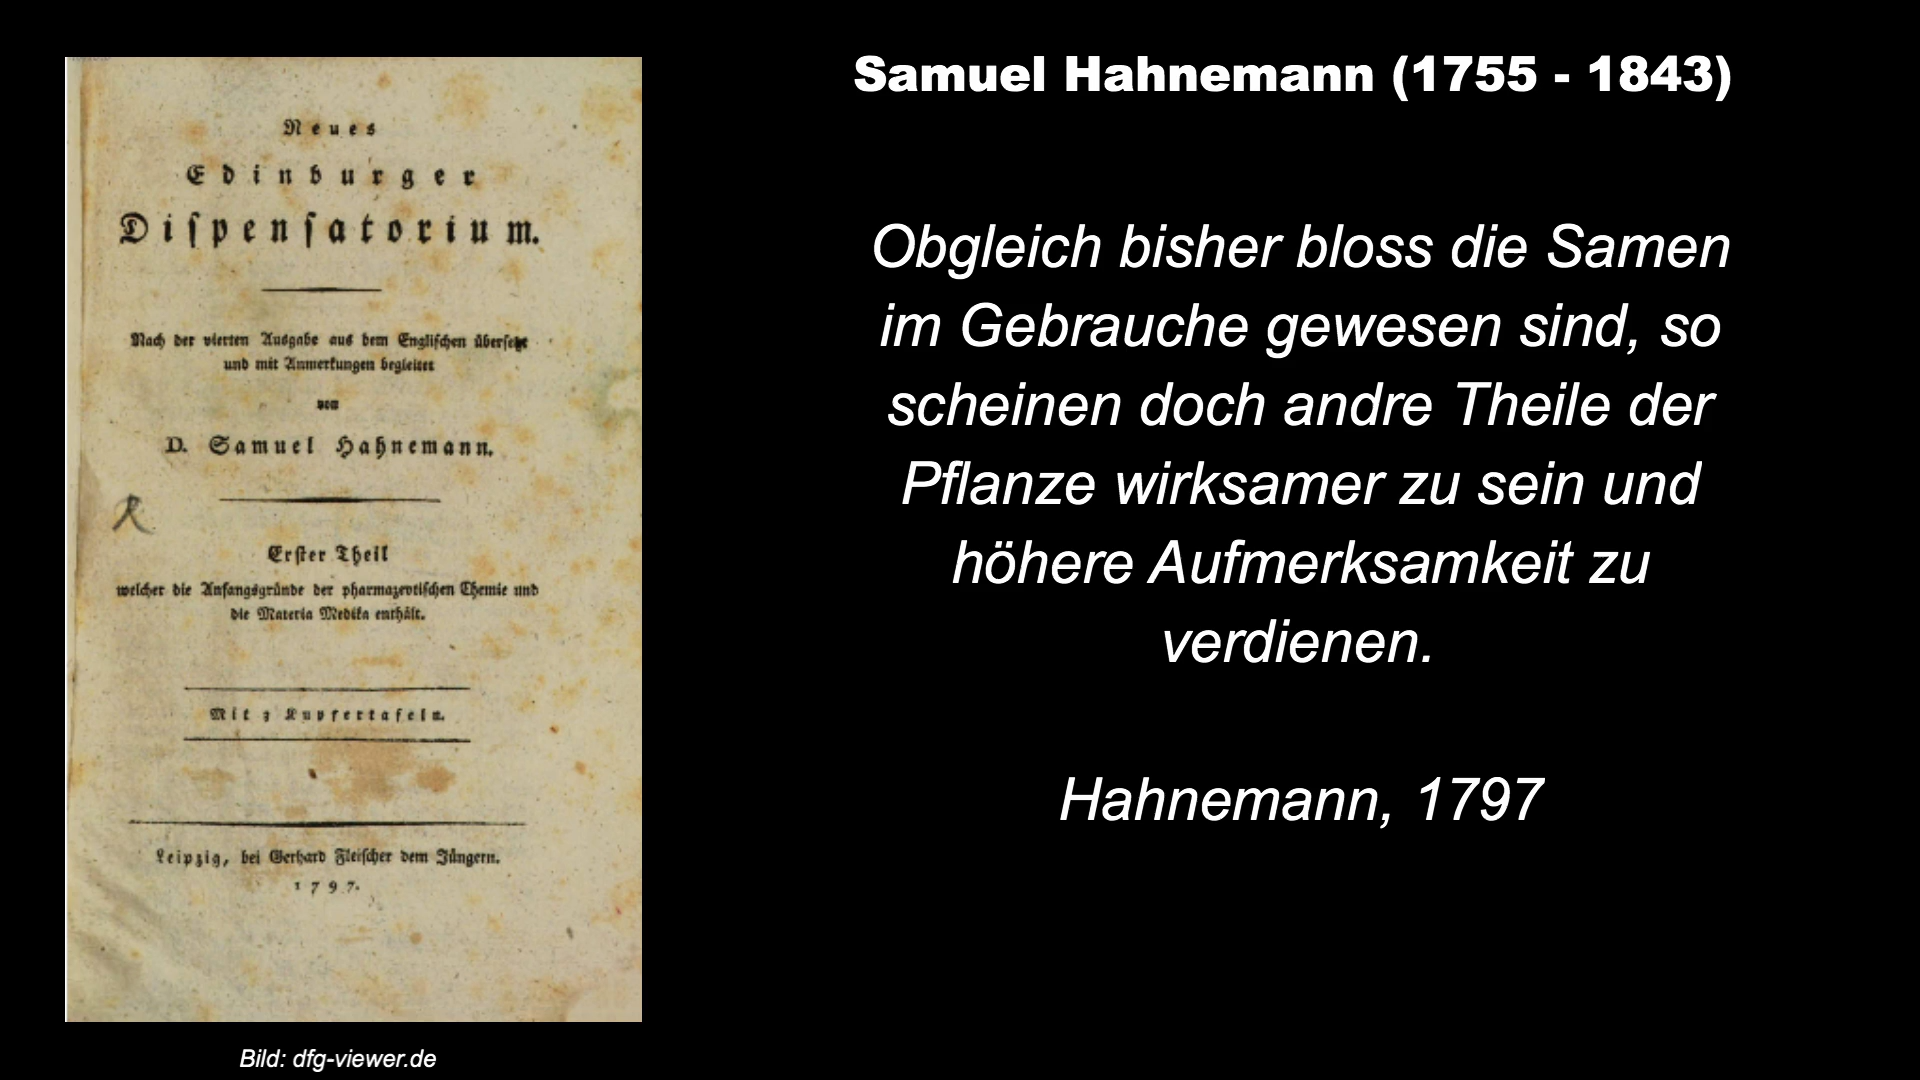 Neues
Edinburger
Diſpenſatorium.
Nach der vierten Ausgabe aus dem Engliſchen überſetzt
und mit Anmerkungen begleitet
von
D. Samuel Hahnemann.
Erſter Theil
welcher die Anfangsgründe der pharmazevtiſchen Chemie und
die Materia Medika enthält.
Mit 3 Kupfertafeln.
Leipzig, bei Gerhard Fleiſcher dem Jüngern.
1797.
Bild: dfg-viewer.de
Samuel Hahnemann (1755 - 1843)
Obgleich bisher bloss die Samen
im Gebrauche gewesen sind, so
scheinen doch andre Theile der
Pflanze wirksamer zu sein und
höhere Aufmerksamkeit zu
verdienen.
Hahnemann, 1797